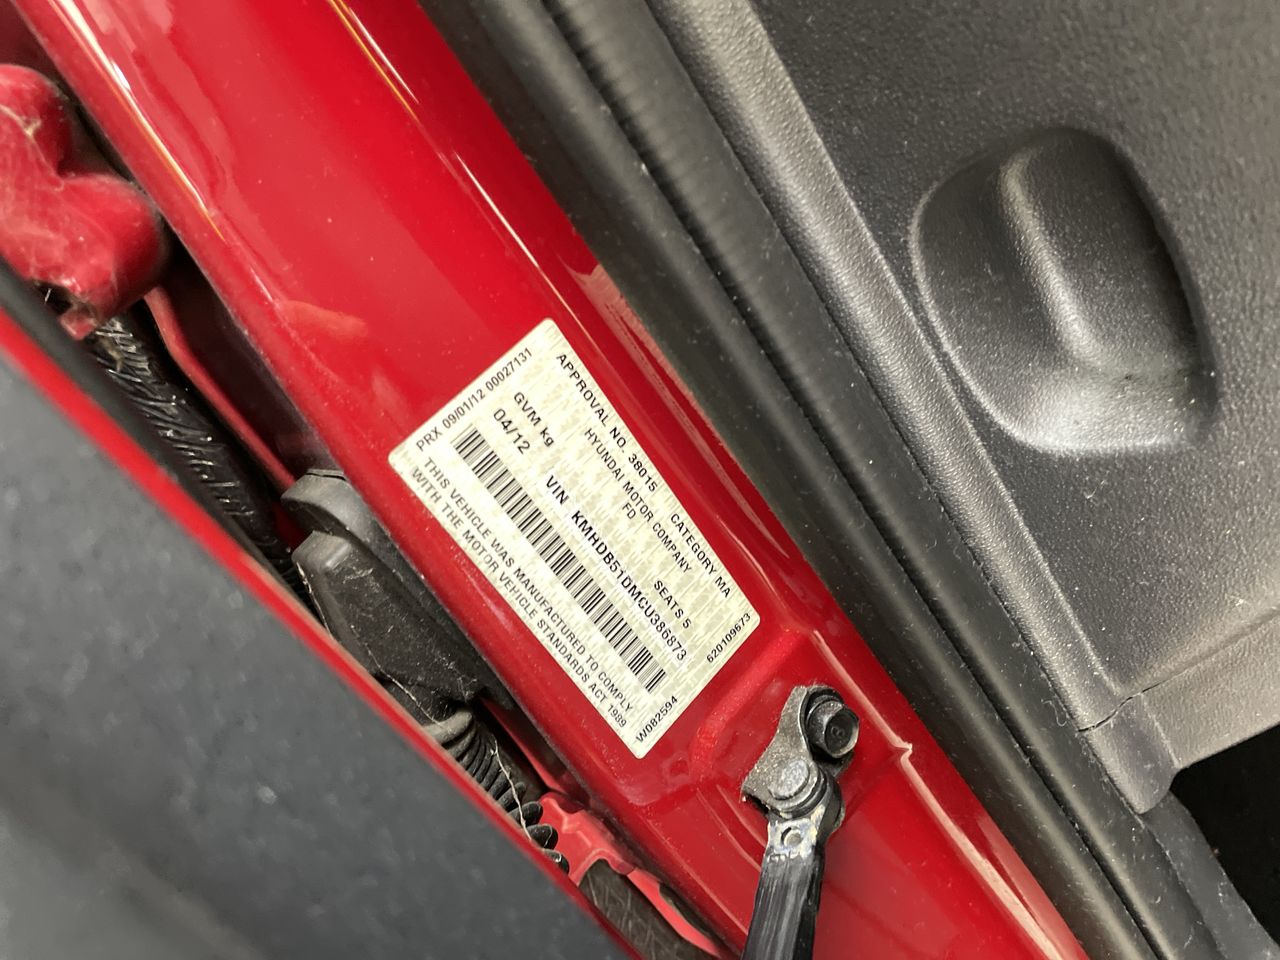 APPROVAL NO. 38015 CATEGORY MA
HYUNDAI MOTOR COMPANY
FD
GVM kg SEATS 5
04/12
VIN KMHDB51DMCU386873
THIS VEHICLE WAS MANUFACTURED TO COMPLY
WITH THE MOTOR VEHICLE STANDARDS ACT 1989
PRX 09/01/12 00027131
620109673
W082594